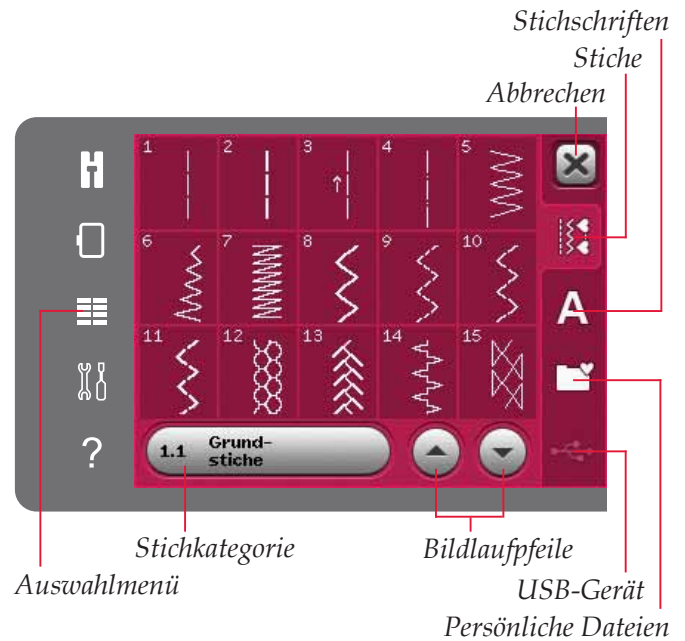 Stichschriften
Stiche
Abbrechen
1 2 3 4 5
6 7 8 9 10
A
11 12 13 14 15
?
1.1 Grund-
stiche
Stichkategorie
Bildlaufpfeile
Auswahlmenü
USB-Gerät
Persönliche Dateien